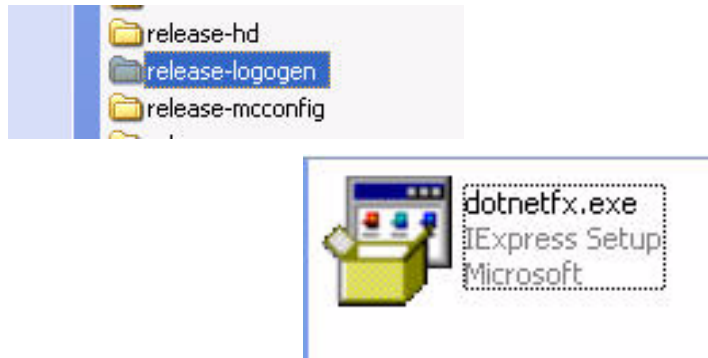 release-hd
release-logogen
release-mcconfig
dotnetfx.exe
IExpress Setup
Microsoft